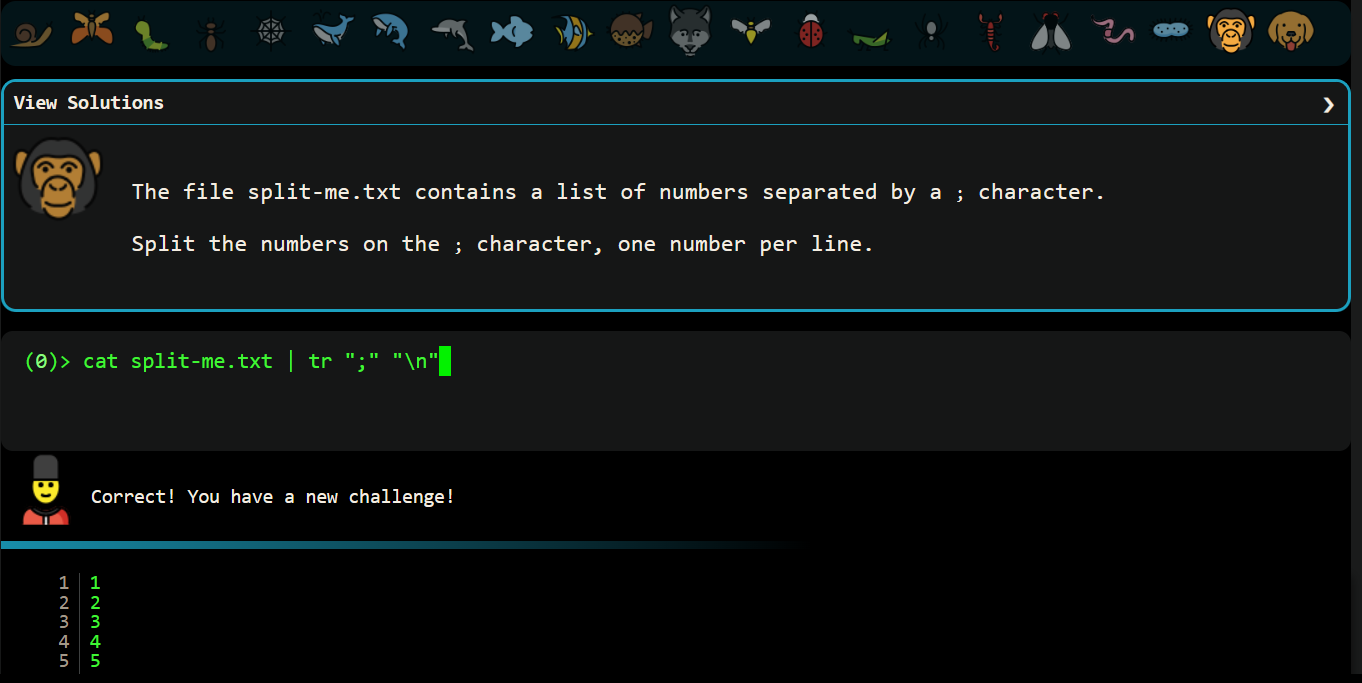 View Solutions ❯
The file split-me.txt contains a list of numbers separated by a ; character.
Split the numbers on the ; character, one number per line.
(0)> cat split-me.txt | tr ";" "\n"
Correct! You have a new challenge!
1 1
2 2
3 3
4 4
5 5